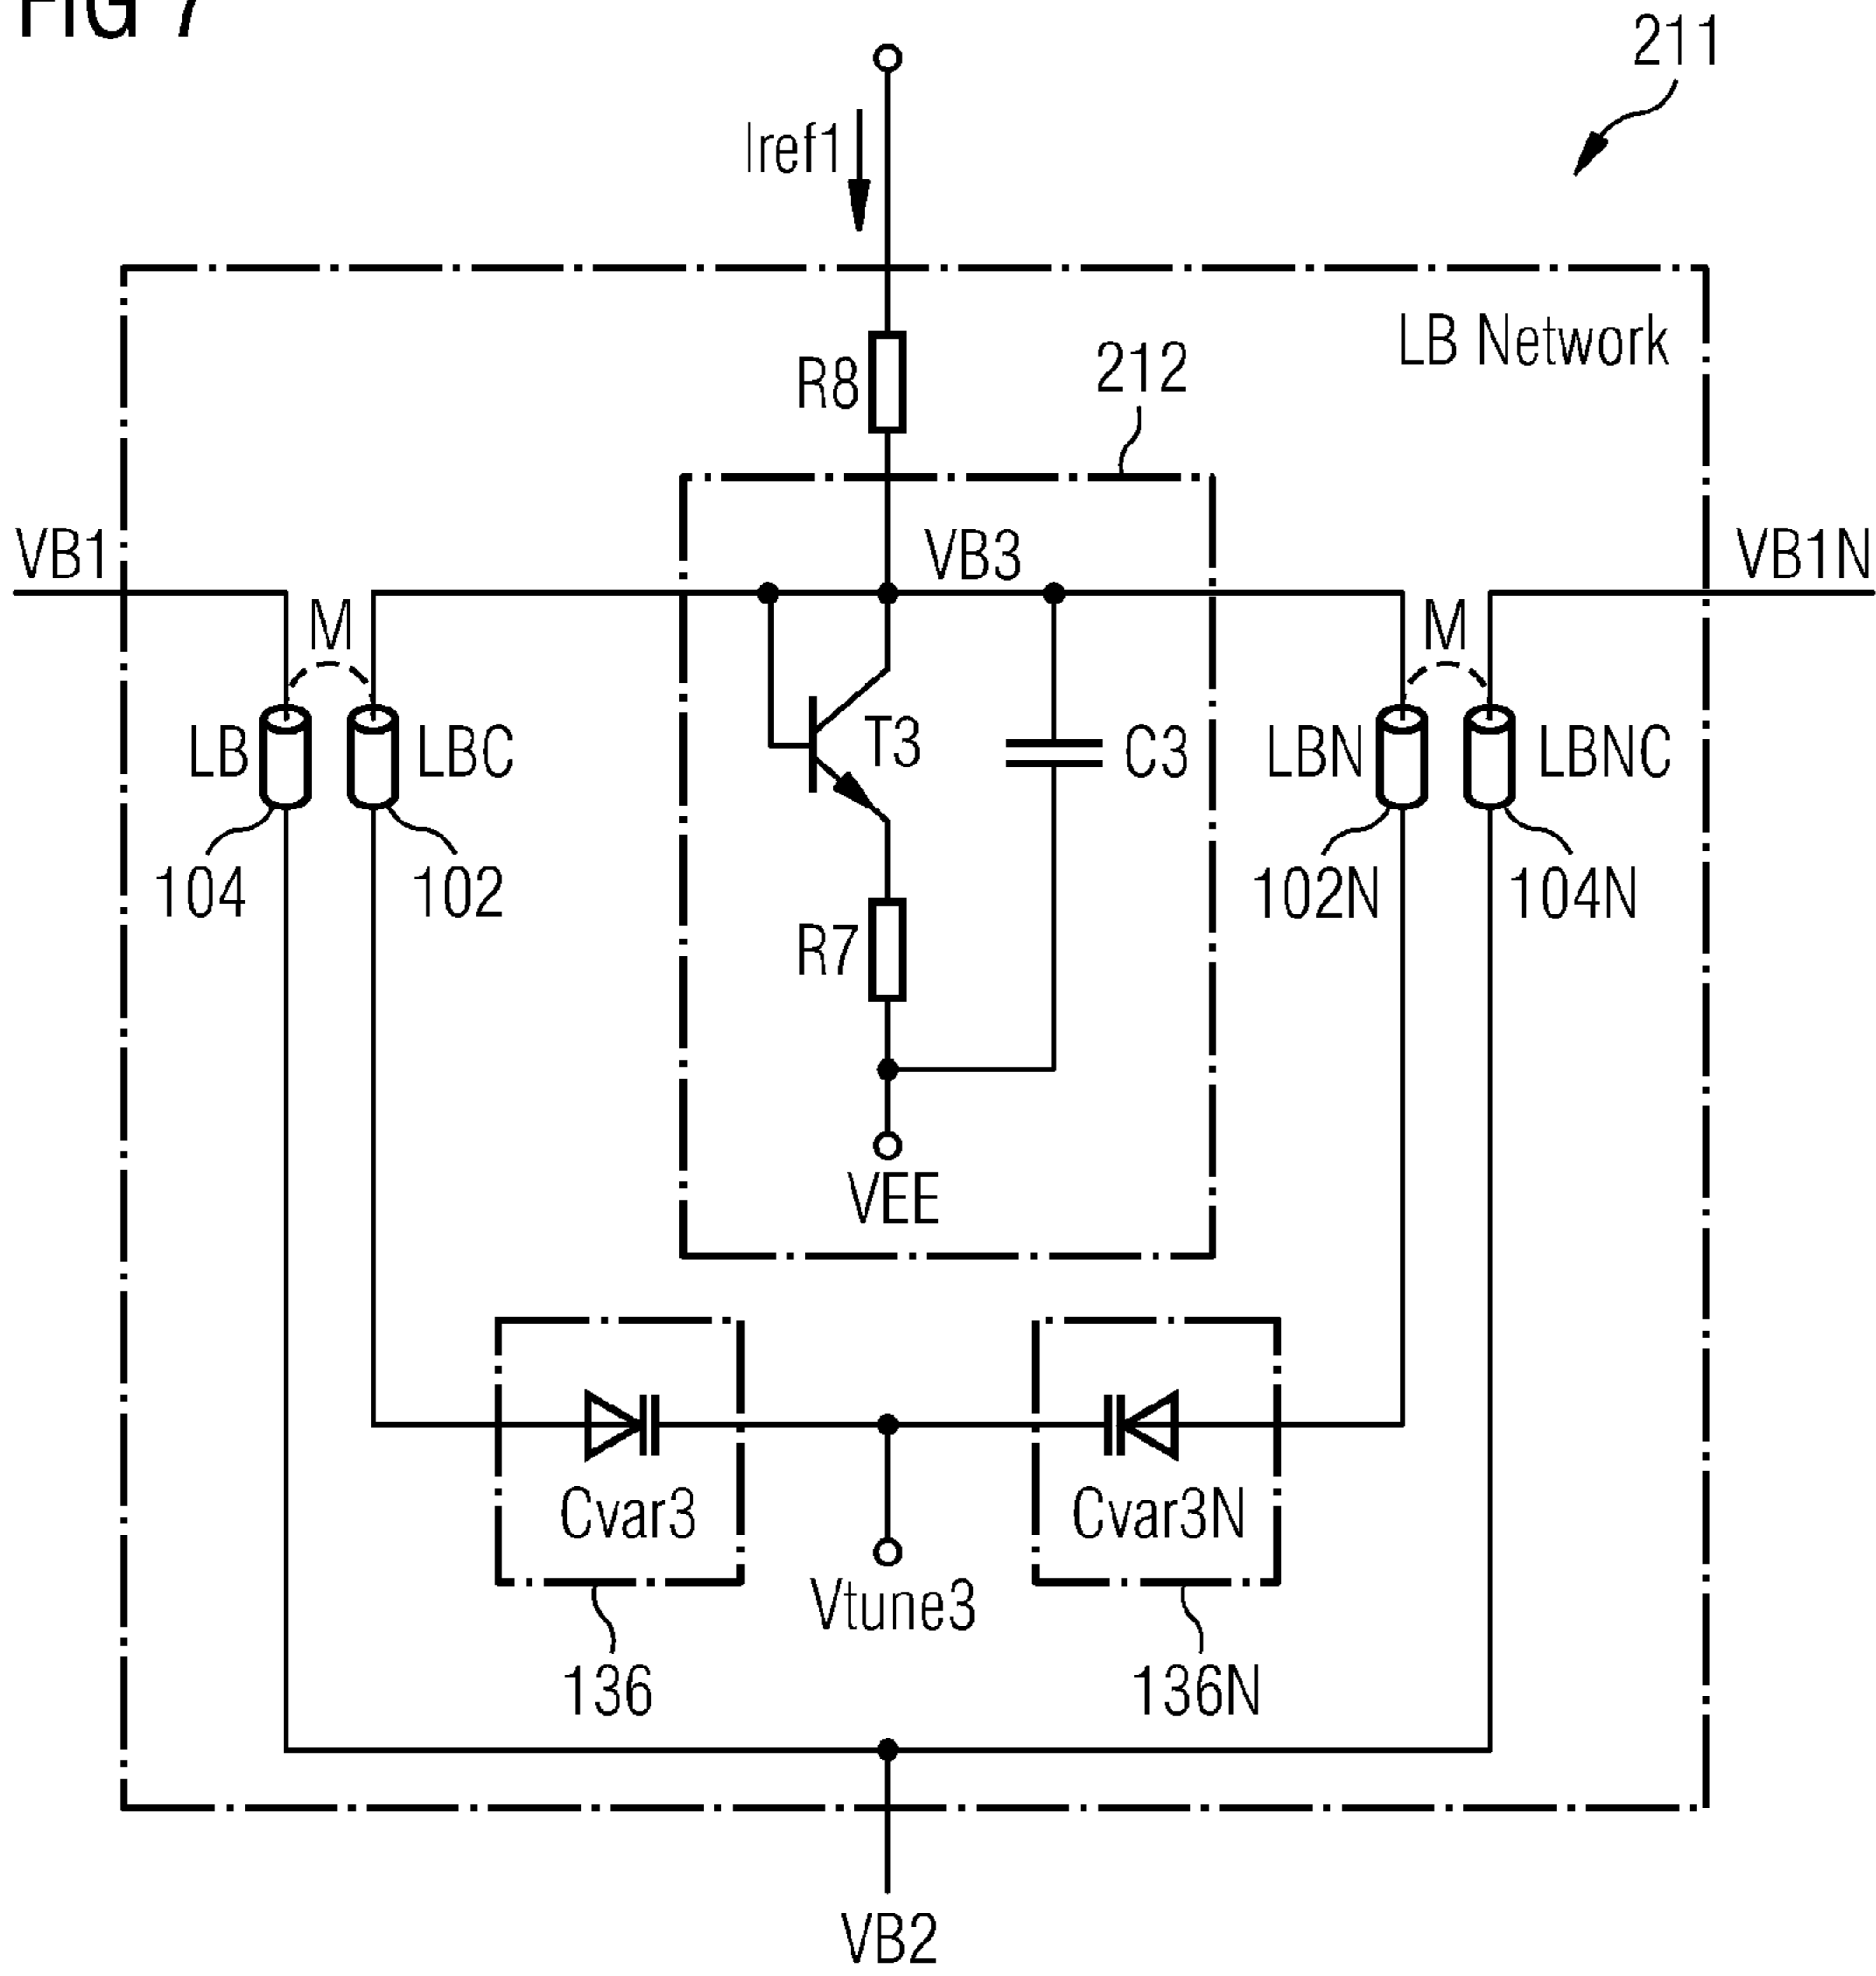 FIG 7
211
Iref1
LB Network
R8
212
VB1
VB3
VB1N
M
M
LB
LBC
T3
C3
LBN
LBNC
104
102
102N
104N
R7
VEE
Cvar3
Cvar3N
Vtune3
136
136N
VB2